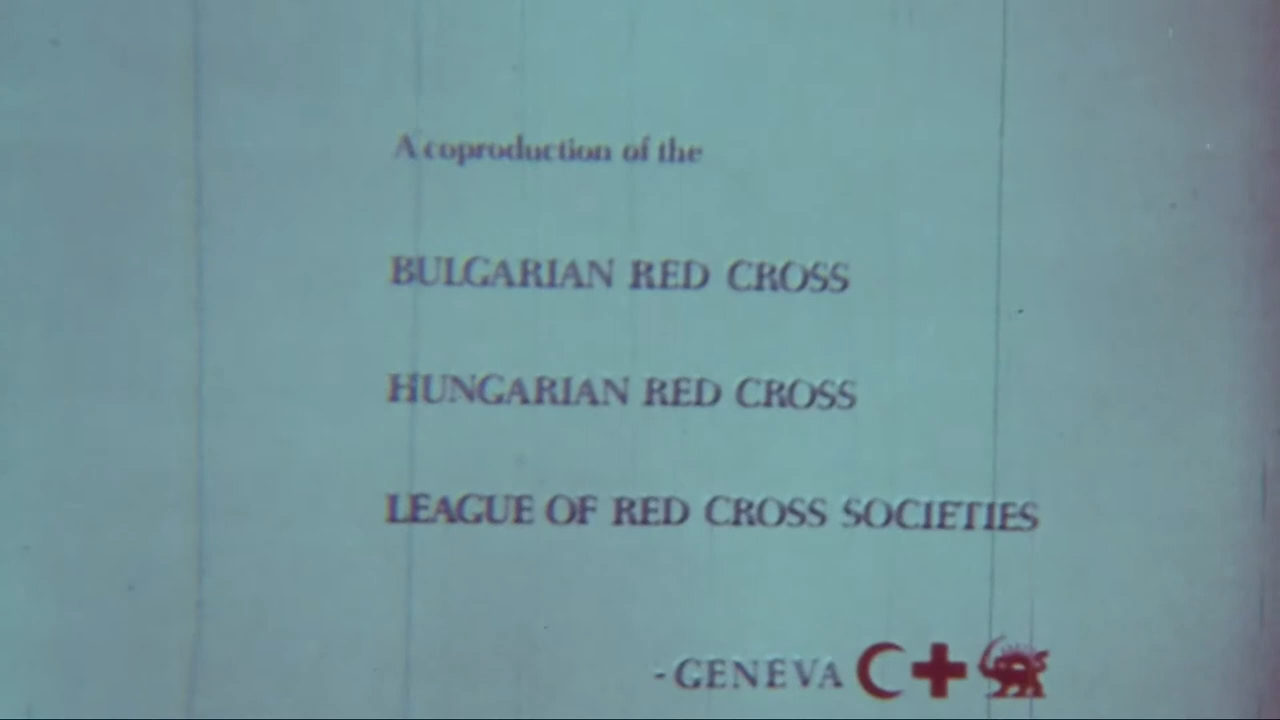 A coproduction of the
BULGARIAN RED CROSS
HUNGARIAN RED CROSS
LEAGUE OF RED CROSS SOCIETIES
-GENEVA